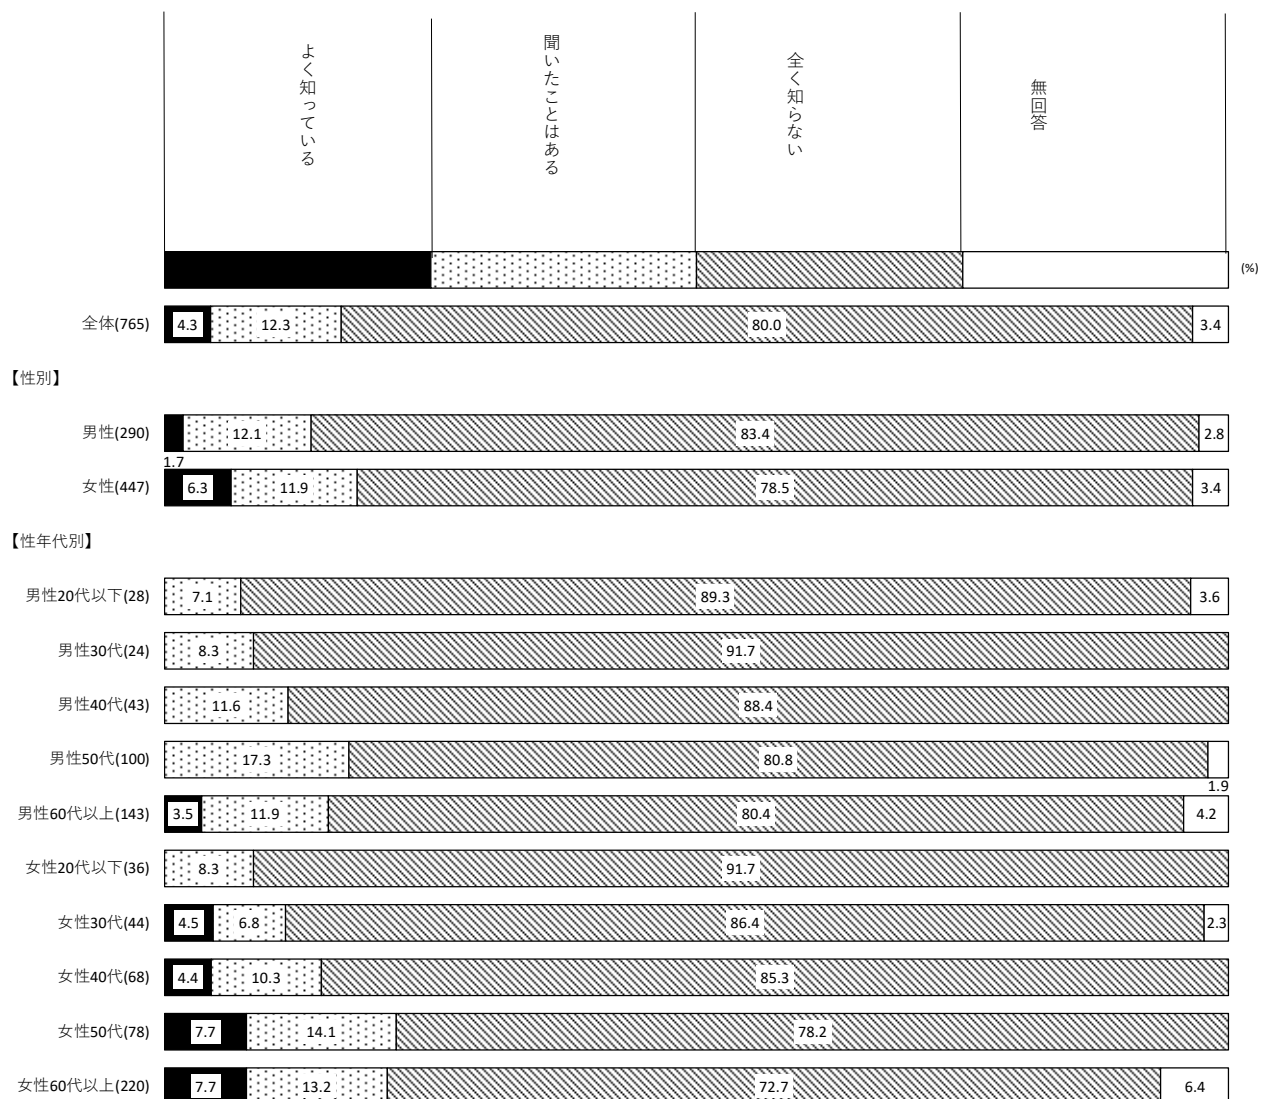 よく知っている
聞いたことはある
全く知らない
無回答
(%)
全体(765) 4.3 12.3 80.0 3.4
【性別】
男性(290) 12.1 83.4 2.8
1.7
女性(447) 6.3 11.9 78.5 3.4
【性年代別】
男性20代以下(28) 7.1 89.3 3.6
男性30代(24) 8.3 91.7
男性40代(43) 11.6 88.4
男性50代(100) 17.3 80.8
1.9
男性60代以上(143) 3.5 11.9 80.4 4.2
女性20代以下(36) 8.3 91.7
女性30代(44) 4.5 6.8 86.4 2.3
女性40代(68) 4.4 10.3 85.3
女性50代(78) 7.7 14.1 78.2
女性60代以上(220) 7.7 13.2 72.7 6.4